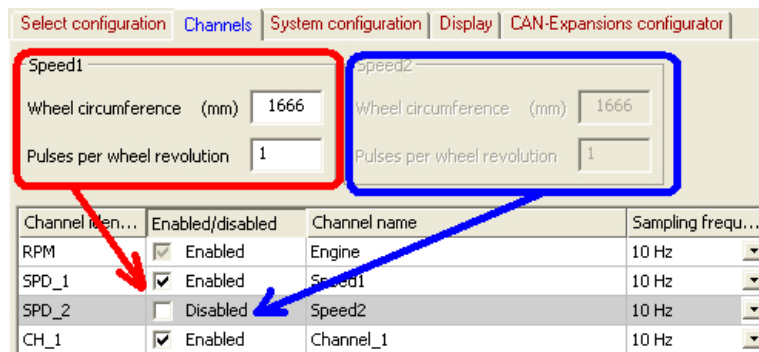 Select configuration Channels System configuration Display CAN-Expansions configurator
Speed1 Speed2
Wheel circumference (mm) 1666 Wheel circumference (mm) 1666
Pulses per wheel revolution 1 Pulses per wheel revolution 1
Channel iden... Enabled/disabled Channel name Sampling frequ...
RPM Enabled Engine 10 Hz
SPD_1 Enabled Speed1 10 Hz
SPD_2 Disabled Speed2 10 Hz
CH_1 Enabled Channel_1 10 Hz